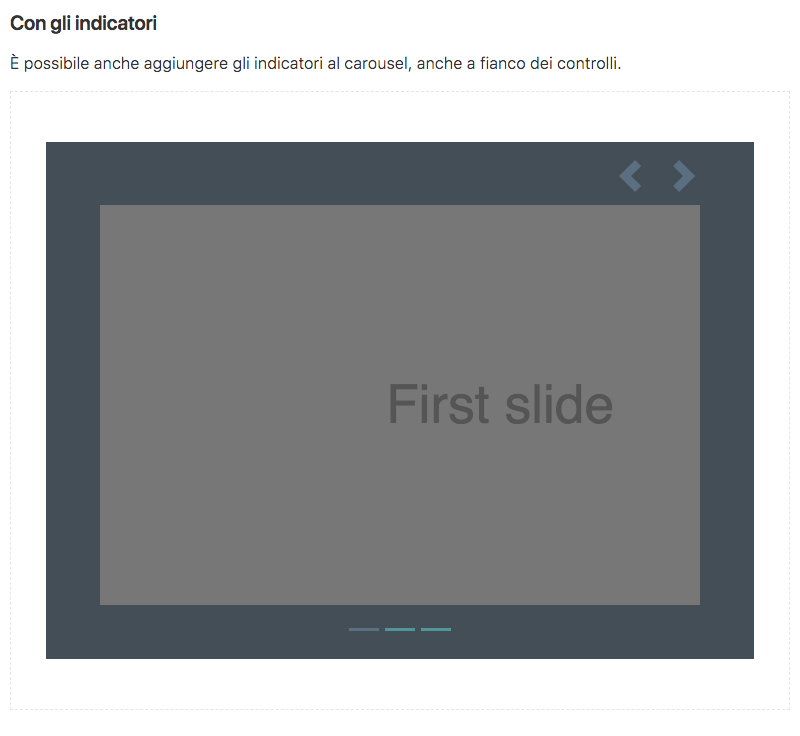 Con gli indicatori
È possibile anche aggiungere gli indicatori al carousel, anche a fianco dei controlli.
First slide